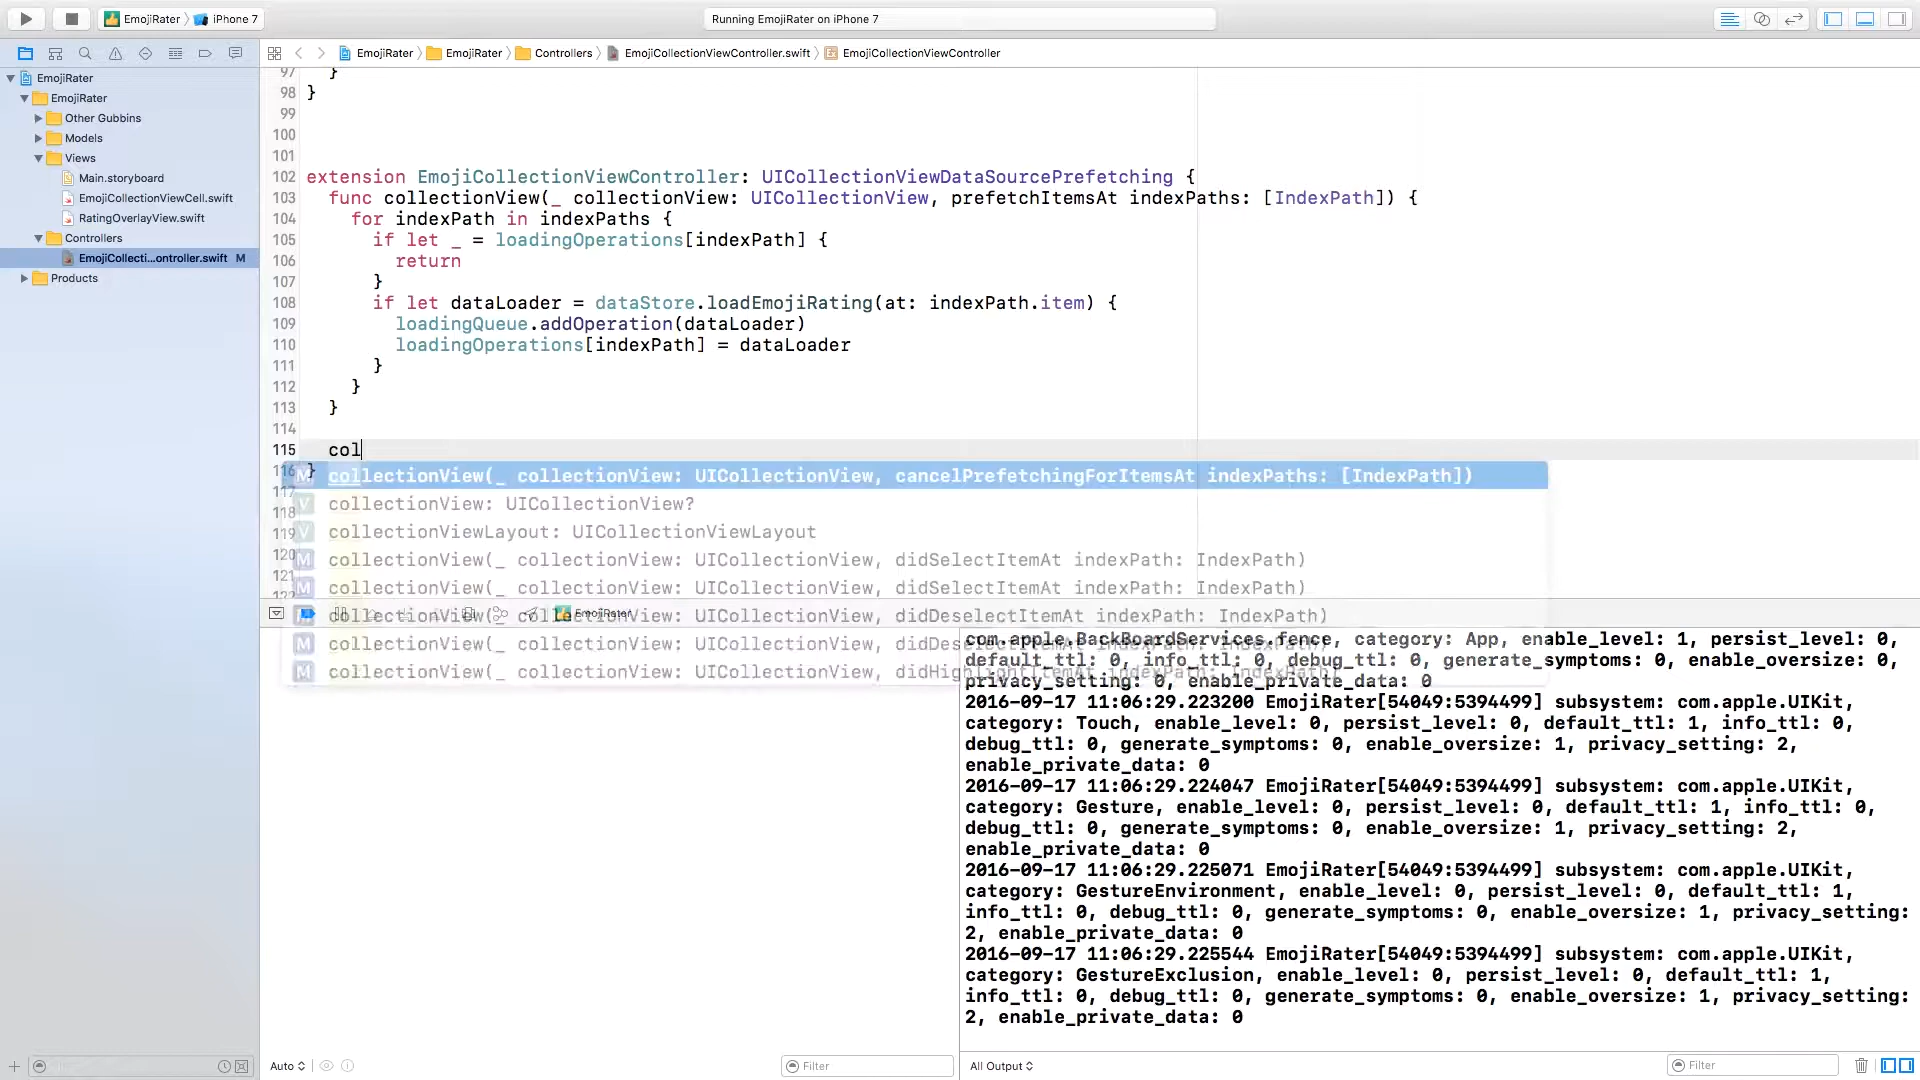 EmojiRater
iPhone 7
Running EmojiRater on iPhone 7
EmojiRater
EmojiRater
Controllers
EmojiCollectionViewController.swift
EmojiCollectionViewController
EmojiRater
EmojiRater
Other Gubbins
Models
Views
Main.storyboard
EmojiCollectionViewCell.swift
RatingOverlayView.swift
Controllers
EmojiCollecti...ontroller.swift M
Products
97 }
98 }
99
100
101
102 extension EmojiCollectionViewController: UICollectionViewDataSourcePrefetching {
103 func collectionView(_ collectionView: UICollectionView, prefetchItemsAt indexPaths: [IndexPath]) {
104 for indexPath in indexPaths {
105 if let _ = loadingOperations[indexPath] {
106 return
107 }
108 if let dataLoader = dataStore.loadEmojiRating(at: indexPath.item) {
109 loadingQueue.addOperation(dataLoader)
110 loadingOperations[indexPath] = dataLoader
111 }
112 }
113 }
114
115 col
116 }
M collectionView(_ collectionView: UICollectionView, cancelPrefetchingForItemsAt indexPaths: [IndexPath])
117
V collectionView: UICollectionView?
118
V collectionViewLayout: UICollectionViewLayout
119
M collectionView(_ collectionView: UICollectionView, didSelectItemAt indexPath: IndexPath)
120
M collectionView(_ collectionView: UICollectionView, didSelectItemAt indexPath: IndexPath)
121
M collectionView(_ collectionView: UICollectionView, didDeselectItemAt indexPath: IndexPath)
EmojiRater
M collectionView(_ collectionView: UICollectionView, didDeselectItemAt indexPath: IndexPath)
M collectionView(_ collectionView: UICollectionView, didHighlightItemAt indexPath: IndexPath)
com.apple.BackBoardServices.fence, category: App, enable_level: 1, persist_level: 0,
default_ttl: 0, info_ttl: 0, debug_ttl: 0, generate_symptoms: 0, enable_oversize: 0,
privacy_setting: 0, enable_private_data: 0
2016-09-17 11:06:29.223200 EmojiRater[54049:5394499] subsystem: com.apple.UIKit,
category: Touch, enable_level: 0, persist_level: 0, default_ttl: 1, info_ttl: 0,
debug_ttl: 0, generate_symptoms: 0, enable_oversize: 1, privacy_setting: 2,
enable_private_data: 0
2016-09-17 11:06:29.224047 EmojiRater[54049:5394499] subsystem: com.apple.UIKit,
category: Gesture, enable_level: 0, persist_level: 0, default_ttl: 1, info_ttl: 0,
debug_ttl: 0, generate_symptoms: 0, enable_oversize: 1, privacy_setting: 2,
enable_private_data: 0
2016-09-17 11:06:29.225071 EmojiRater[54049:5394499] subsystem: com.apple.UIKit,
category: GestureEnvironment, enable_level: 0, persist_level: 0, default_ttl: 1,
info_ttl: 0, debug_ttl: 0, generate_symptoms: 0, enable_oversize: 1, privacy_setting:
2, enable_private_data: 0
2016-09-17 11:06:29.225544 EmojiRater[54049:5394499] subsystem: com.apple.UIKit,
category: GestureExclusion, enable_level: 0, persist_level: 0, default_ttl: 1,
info_ttl: 0, debug_ttl: 0, generate_symptoms: 0, enable_oversize: 1, privacy_setting:
2, enable_private_data: 0
Auto
Filter
All Output
Filter